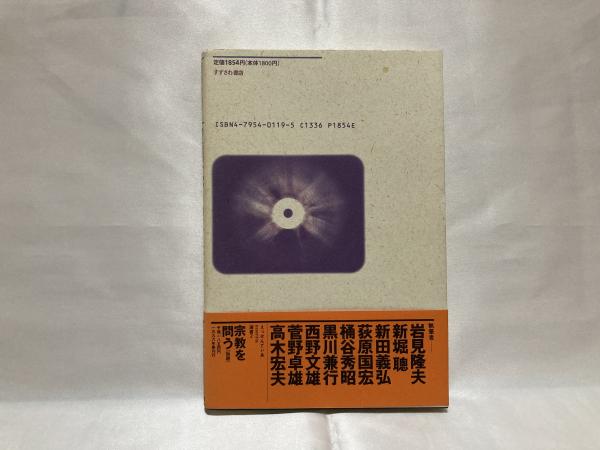 定価1854円(本体1800円)
すずさわ書店
ISBN4-7954-0119-5 C1336 P1854E
執筆者
岩見隆夫
新堀 聰
新田義弘
荻原国宏
桶谷秀昭
黒川兼行
西野文雄
菅野卓雄
高木宏夫
宗教を
問う